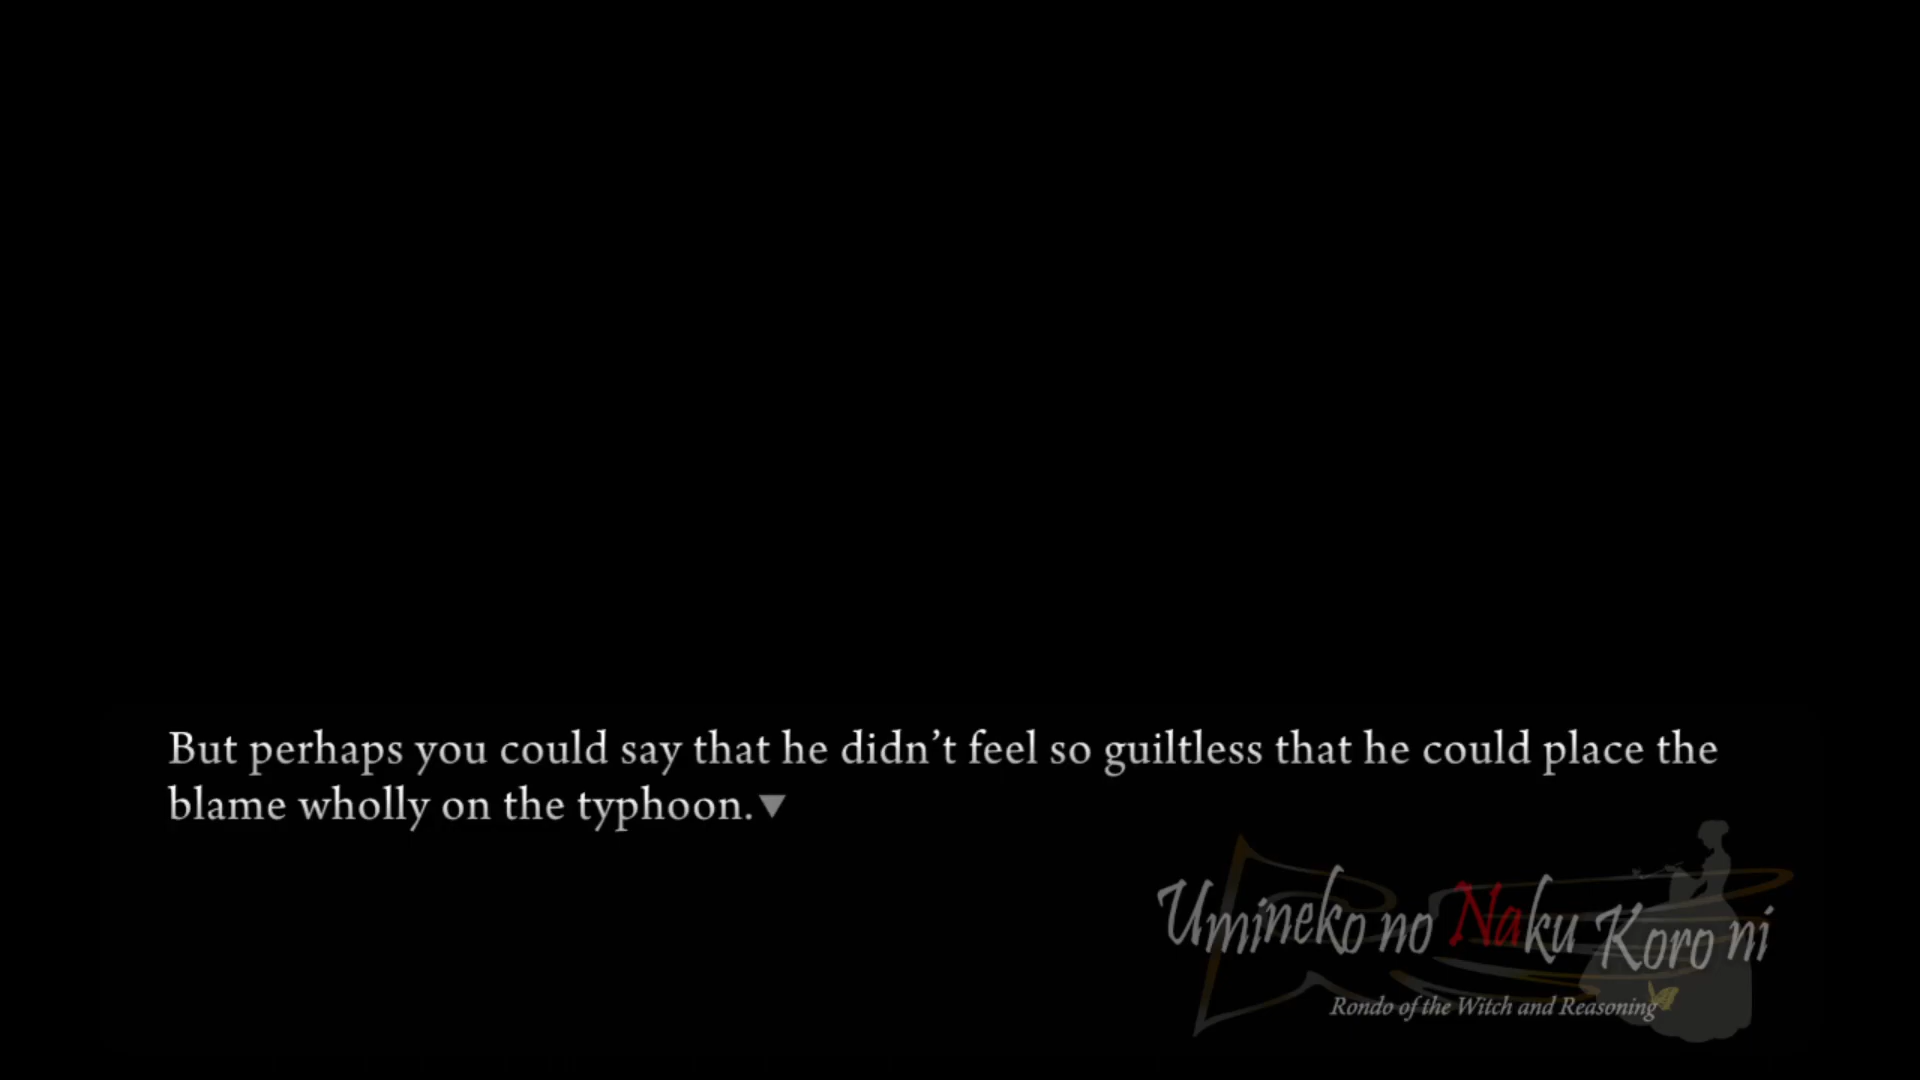 But perhaps you could say that he didn’t feel so guiltless that he could place the
blame wholly on the typhoon.
Umineko no Naku Koro ni
Rondo of the Witch and Reasoning